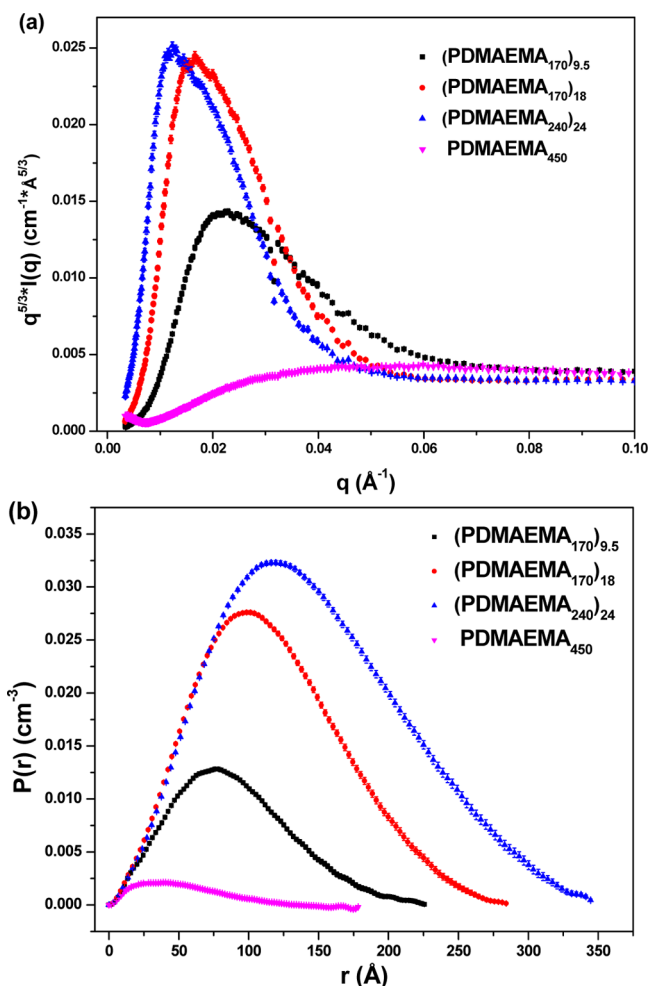 (a)
0.025
0.020
0.015
0.010
0.005
0.000
q^5/3*I(q) (cm^-1*Å^5/3)
(PDMAEMA₁₇₀)₉.₅
(PDMAEMA₁₇₀)₁₈
(PDMAEMA₂₄₀)₂₄
PDMAEMA₄₅₀
0.00 0.02 0.04 0.06 0.08 0.10
q (Å⁻¹)
(b)
0.035
0.030
0.025
0.020
0.015
0.010
0.005
0.000
P(r) (cm⁻³)
(PDMAEMA₁₇₀)₉.₅
(PDMAEMA₁₇₀)₁₈
(PDMAEMA₂₄₀)₂₄
PDMAEMA₄₅₀
0 50 100 150 200 250 300 350
r (Å)